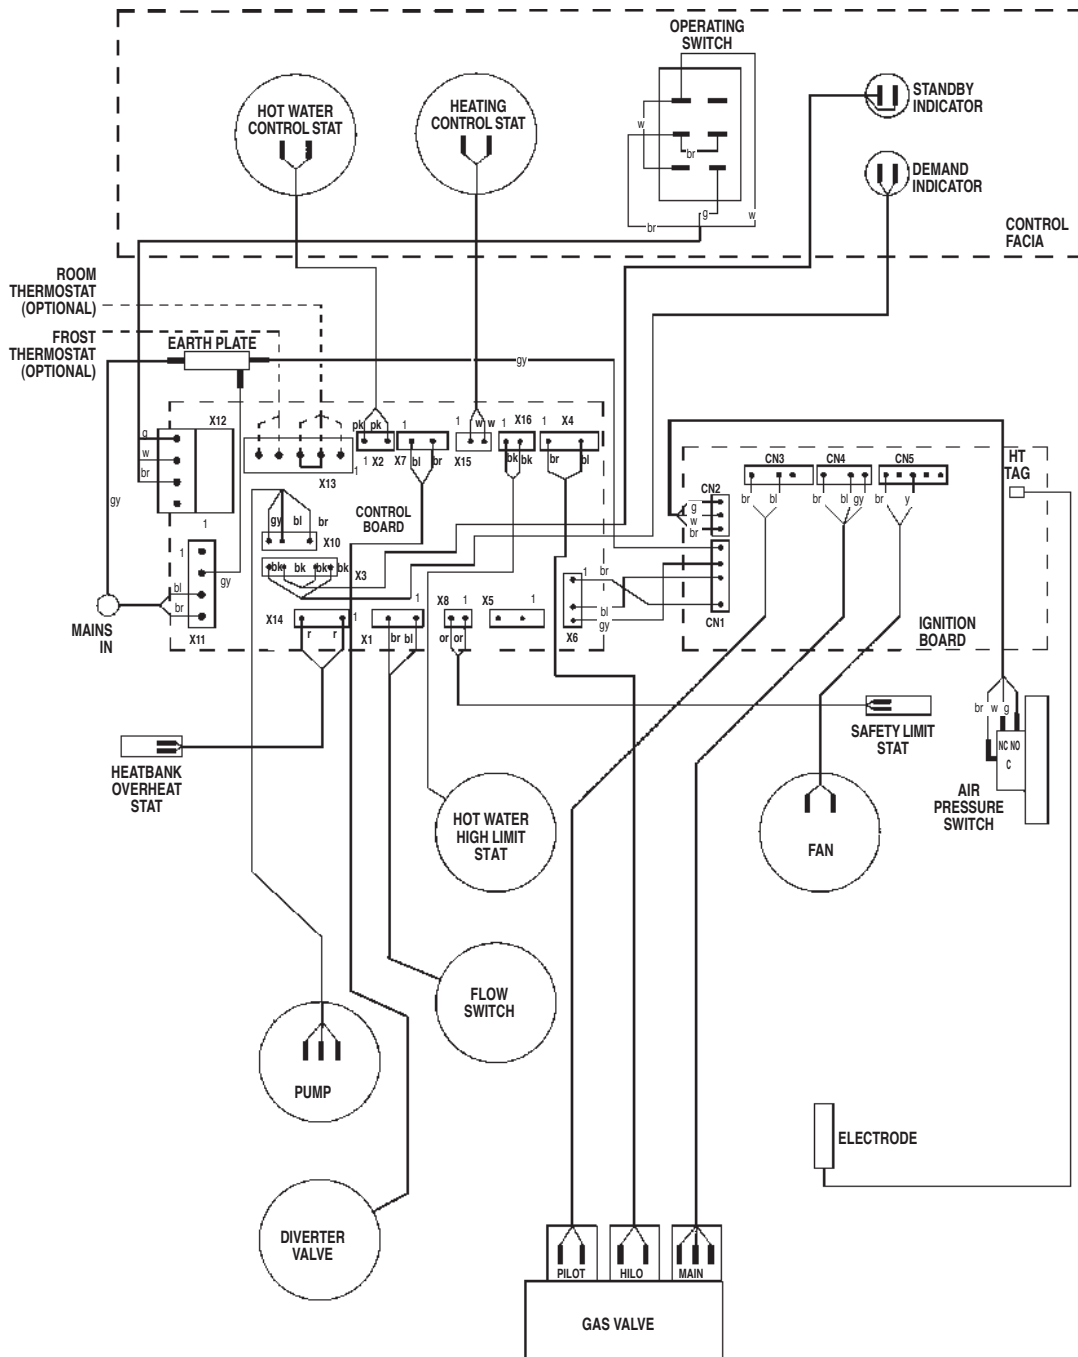 OPERATING
SWITCH
HOT WATER
CONTROL STAT
HEATING
CONTROL STAT
STANDBY
INDICATOR
w
br
DEMAND
INDICATOR
g
w
br
CONTROL
FACIA
ROOM
THERMOSTAT
(OPTIONAL)
FROST
THERMOSTAT
(OPTIONAL)
EARTH PLATE
gy
X12
g
w
br
1
X13
1
pk pk
1 X2
1
X7
bl br
1
w w
X15
1 X16
bk bk
1 X4
br bl
gy
gy bl br
X10
CONTROL
BOARD
bk bk bk bk
X3
1
gy
bl
br
X11
MAINS
IN
X14
r r
1
X1
br bl
1
X8 1
or or
X5 1
1
X6
br
bl
gy
CN2
g
w
br
CN1
CN3
br bl
CN4
br bl gy
CN5
br y
HT
TAG
IGNITION
BOARD
br w g
NC NO
C
AIR
PRESSURE
SWITCH
SAFETY LIMIT
STAT
HEATBANK
OVERHEAT
STAT
HOT WATER
HIGH LIMIT
STAT
FAN
FLOW
SWITCH
PUMP
ELECTRODE
DIVERTER
VALVE
PILOT
HILO
MAIN
GAS VALVE